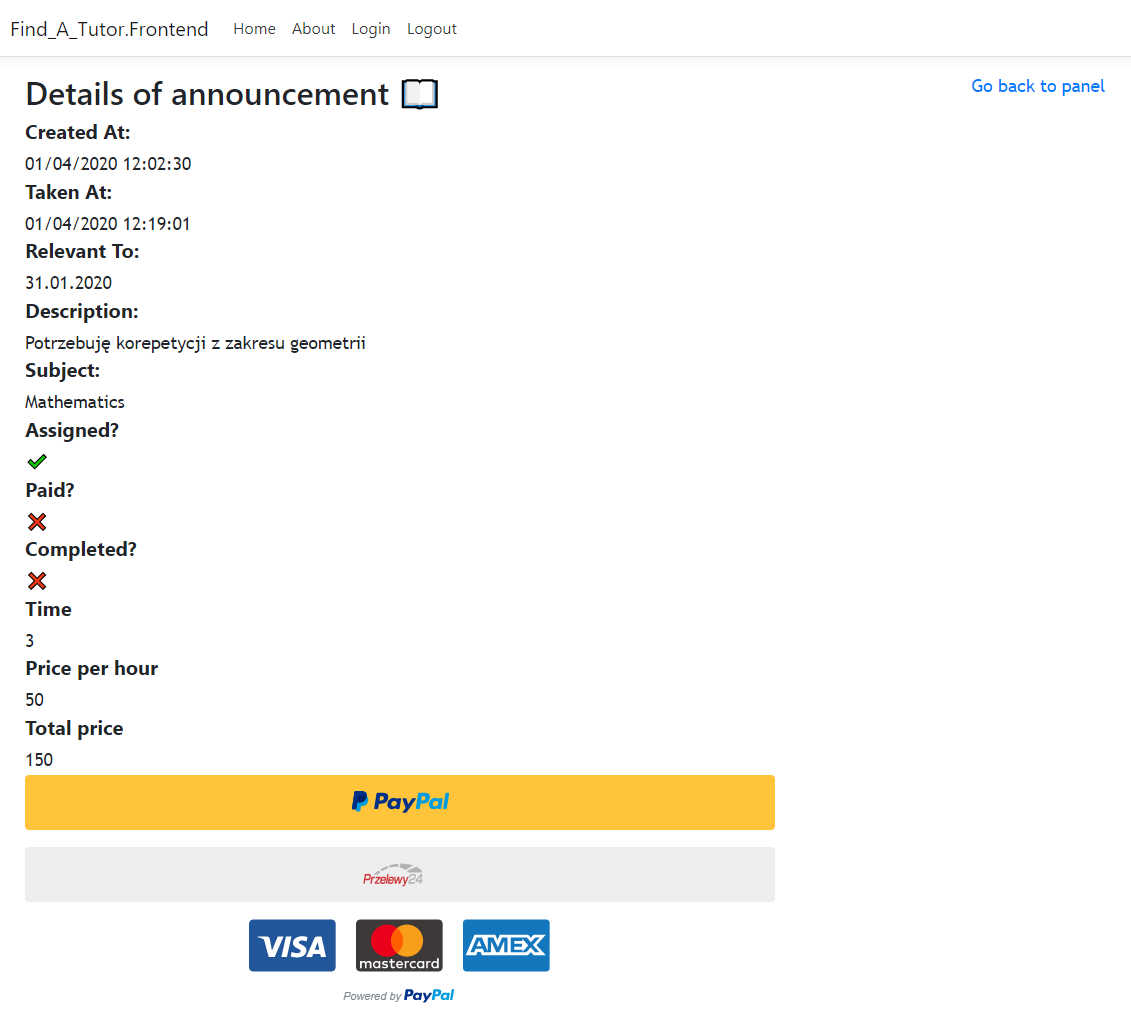 Find_A_Tutor.Frontend Home About Login Logout
Details of announcement
Go back to panel
Created At:
01/04/2020 12:02:30
Taken At:
01/04/2020 12:19:01
Relevant To:
31.01.2020
Description:
Potrzebuję korepetycji z zakresu geometrii
Subject:
Mathematics
Assigned?
Paid?
Completed?
Time
3
Price per hour
50
Total price
150
PayPal
Przelewy24
VISA mastercard AMEX
Powered by PayPal